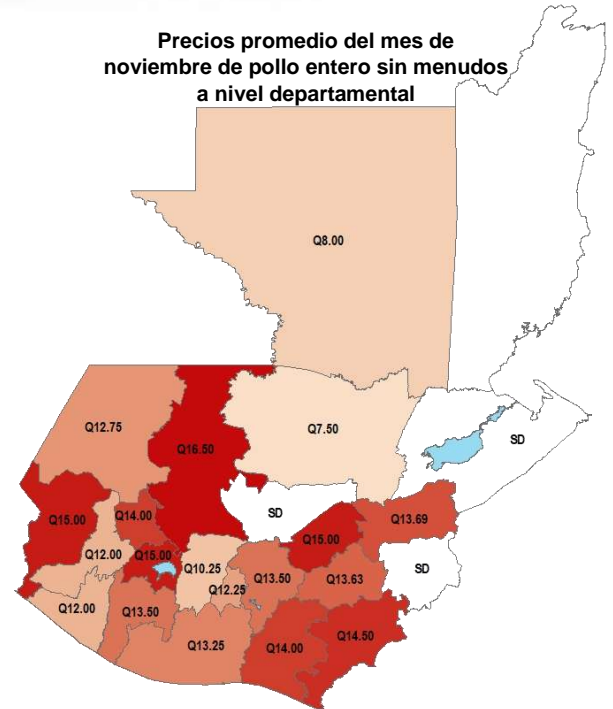 Precios promedio del mes de
noviembre de pollo entero sin menudos
a nivel departamental
Q8.00
Q12.75
Q16.50
Q7.50
SD
Q15.00
Q14.00
SD
Q15.00
Q13.69
Q12.00
Q15.00
Q10.25
Q13.50
Q13.63
SD
Q12.25
Q12.00
Q13.50
Q13.25
Q14.00
Q14.50